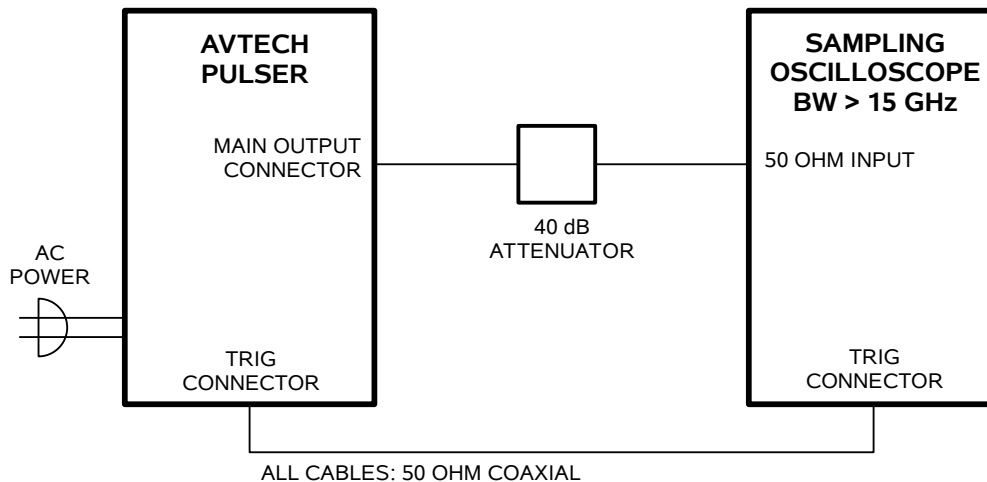 AVTECH
PULSER
MAIN OUTPUT
CONNECTOR
AC
POWER
TRIG
CONNECTOR
40 dB
ATTENUATOR
SAMPLING
OSCILLOSCOPE
BW > 15 GHz
50 OHM INPUT
TRIG
CONNECTOR
ALL CABLES: 50 OHM COAXIAL